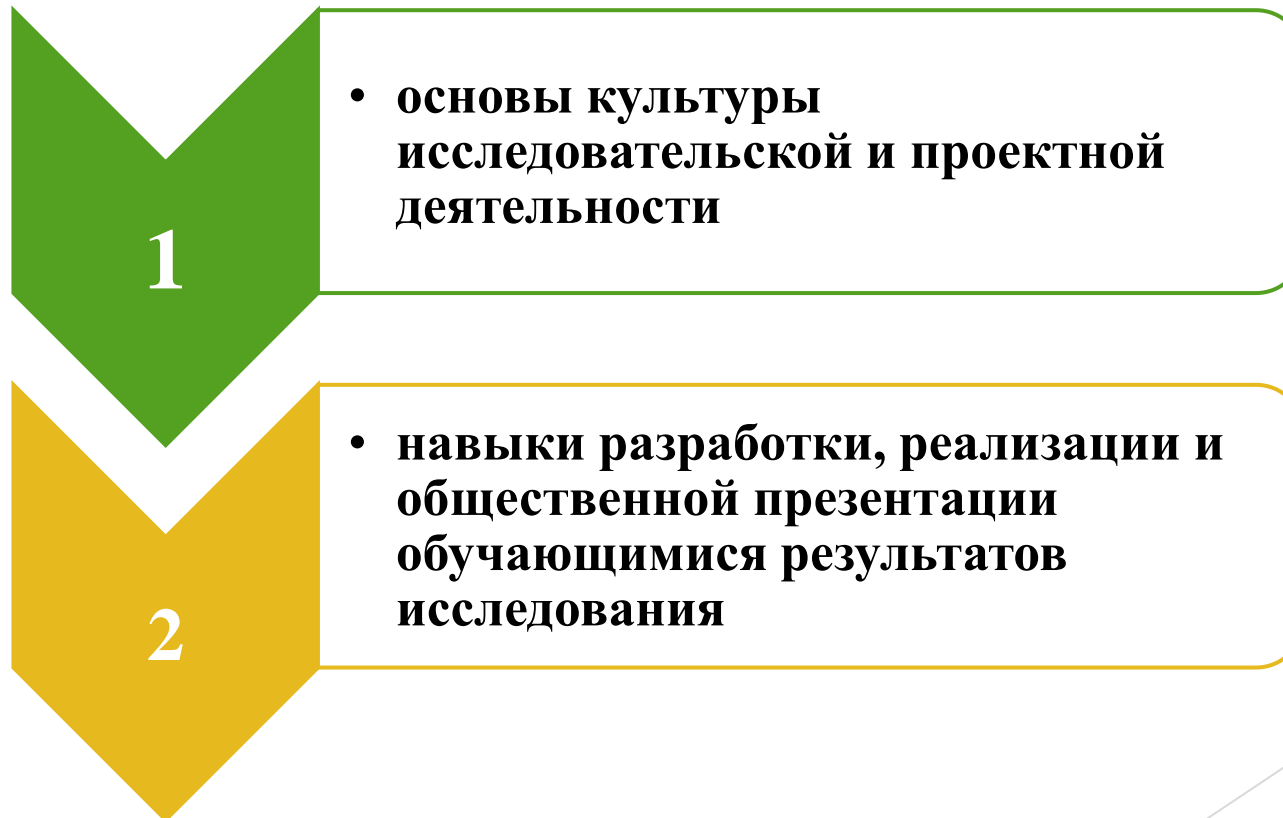 1
• основы культуры
исследовательской и проектной
деятельности
2
• навыки разработки, реализации и
общественной презентации
обучающимися результатов
исследования